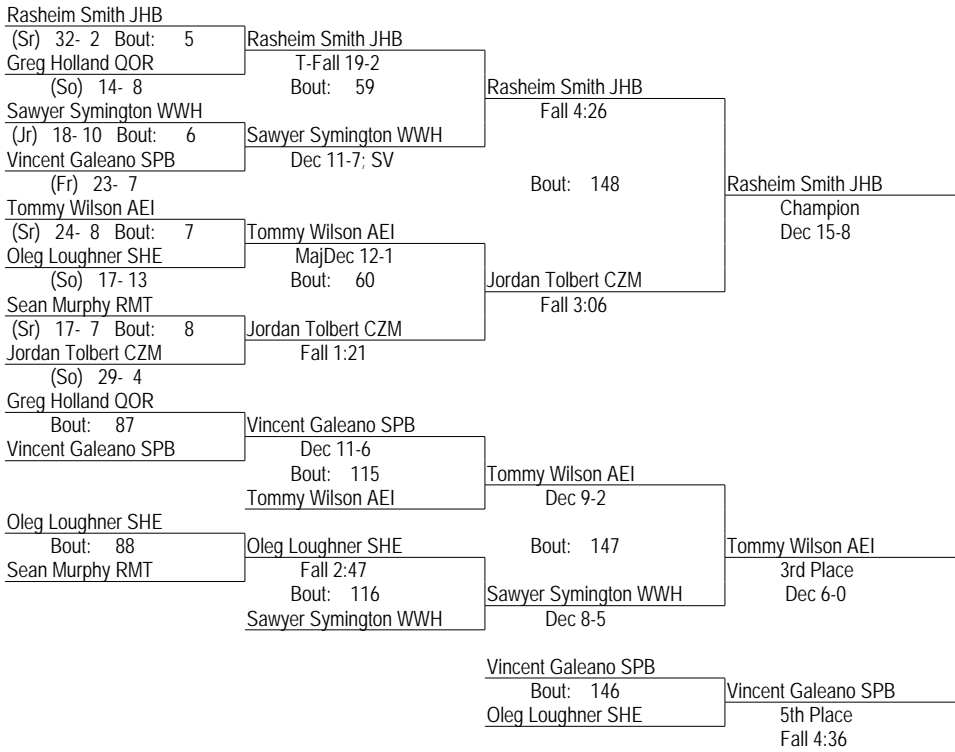 Rasheim Smith JHB
(Sr) 32- 2 Bout: 5 Rasheim Smith JHB
Greg Holland QOR T-Fall 19-2
(So) 14- 8 Bout: 59 Rasheim Smith JHB
Sawyer Symington WWH Fall 4:26
(Jr) 18- 10 Bout: 6 Sawyer Symington WWH
Vincent Galeano SPB Dec 11-7; SV
(Fr) 23- 7 Bout: 148 Rasheim Smith JHB
Tommy Wilson AEI Champion
(Sr) 24- 8 Bout: 7 Tommy Wilson AEI Dec 15-8
Oleg Loughner SHE MajDec 12-1
(So) 17- 13 Bout: 60 Jordan Tolbert CZM
Sean Murphy RMT Fall 3:06
(Sr) 17- 7 Bout: 8 Jordan Tolbert CZM
Jordan Tolbert CZM Fall 1:21
(So) 29- 4
Greg Holland QOR
Bout: 87 Vincent Galeano SPB
Vincent Galeano SPB Dec 11-6
Bout: 115 Tommy Wilson AEI
Tommy Wilson AEI Dec 9-2
Oleg Loughner SHE
Bout: 88 Oleg Loughner SHE Bout: 147 Tommy Wilson AEI
Sean Murphy RMT Fall 2:47 3rd Place
Bout: 116 Sawyer Symington WWH Dec 6-0
Sawyer Symington WWH Dec 8-5
Vincent Galeano SPB
Bout: 146 Vincent Galeano SPB
Oleg Loughner SHE 5th Place
Fall 4:36